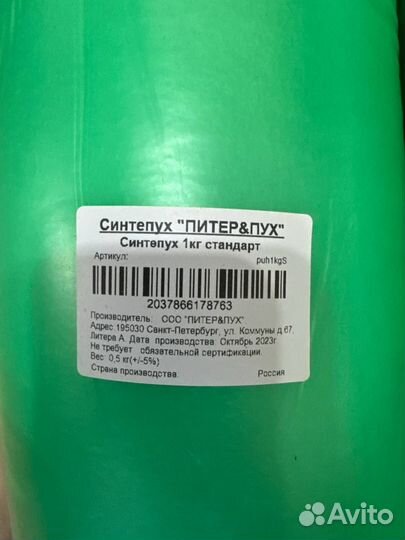 Синтепух "ПИТЕР&ПУХ"
Синтепух 1кг стандарт
Артикул: puh1kgS
2037866178763
Производитель: ООО "ПИТЕР&ПУХ"
Адрес: 195030 Санкт-Петербург, ул. Коммуны д.67,
Литера А. Дата производства: Октябрь 2023г.
Не требует обязательной сертификации.
Вес: 0,5 кг(+/-5%)
Страна производства: Россия
Avito